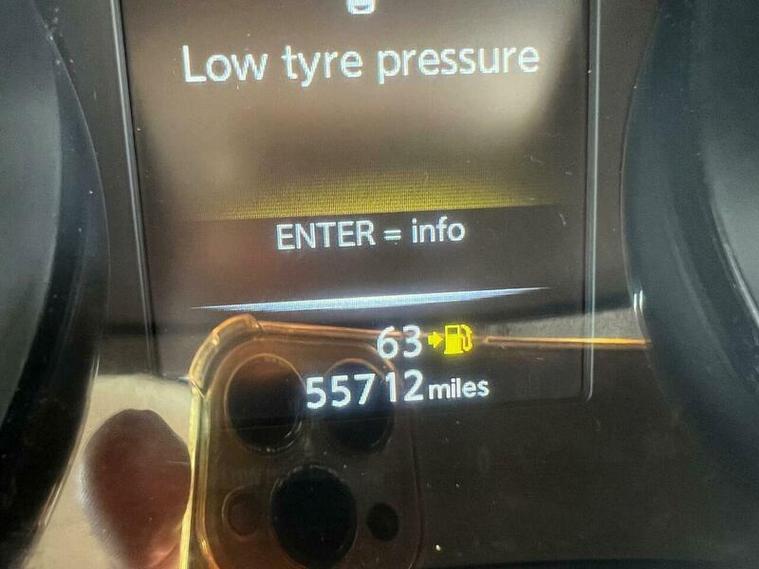 Low tyre pressure
ENTER = info
63
55712 miles